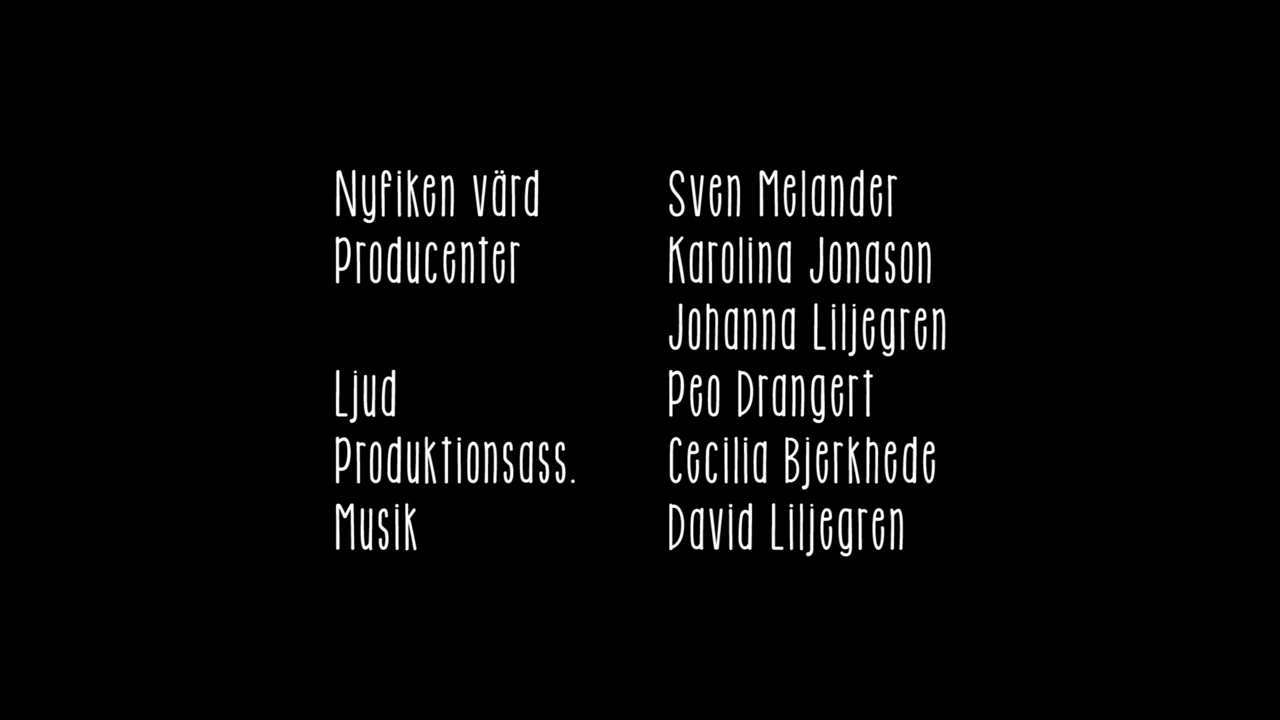 Nyfiken värd Sven Melander
Producenter Karolina Jonason
Johanna Liljegren
Ljud Peo Drangert
Produktionsass. Cecilia Bjerkhede
Musik David Liljegren